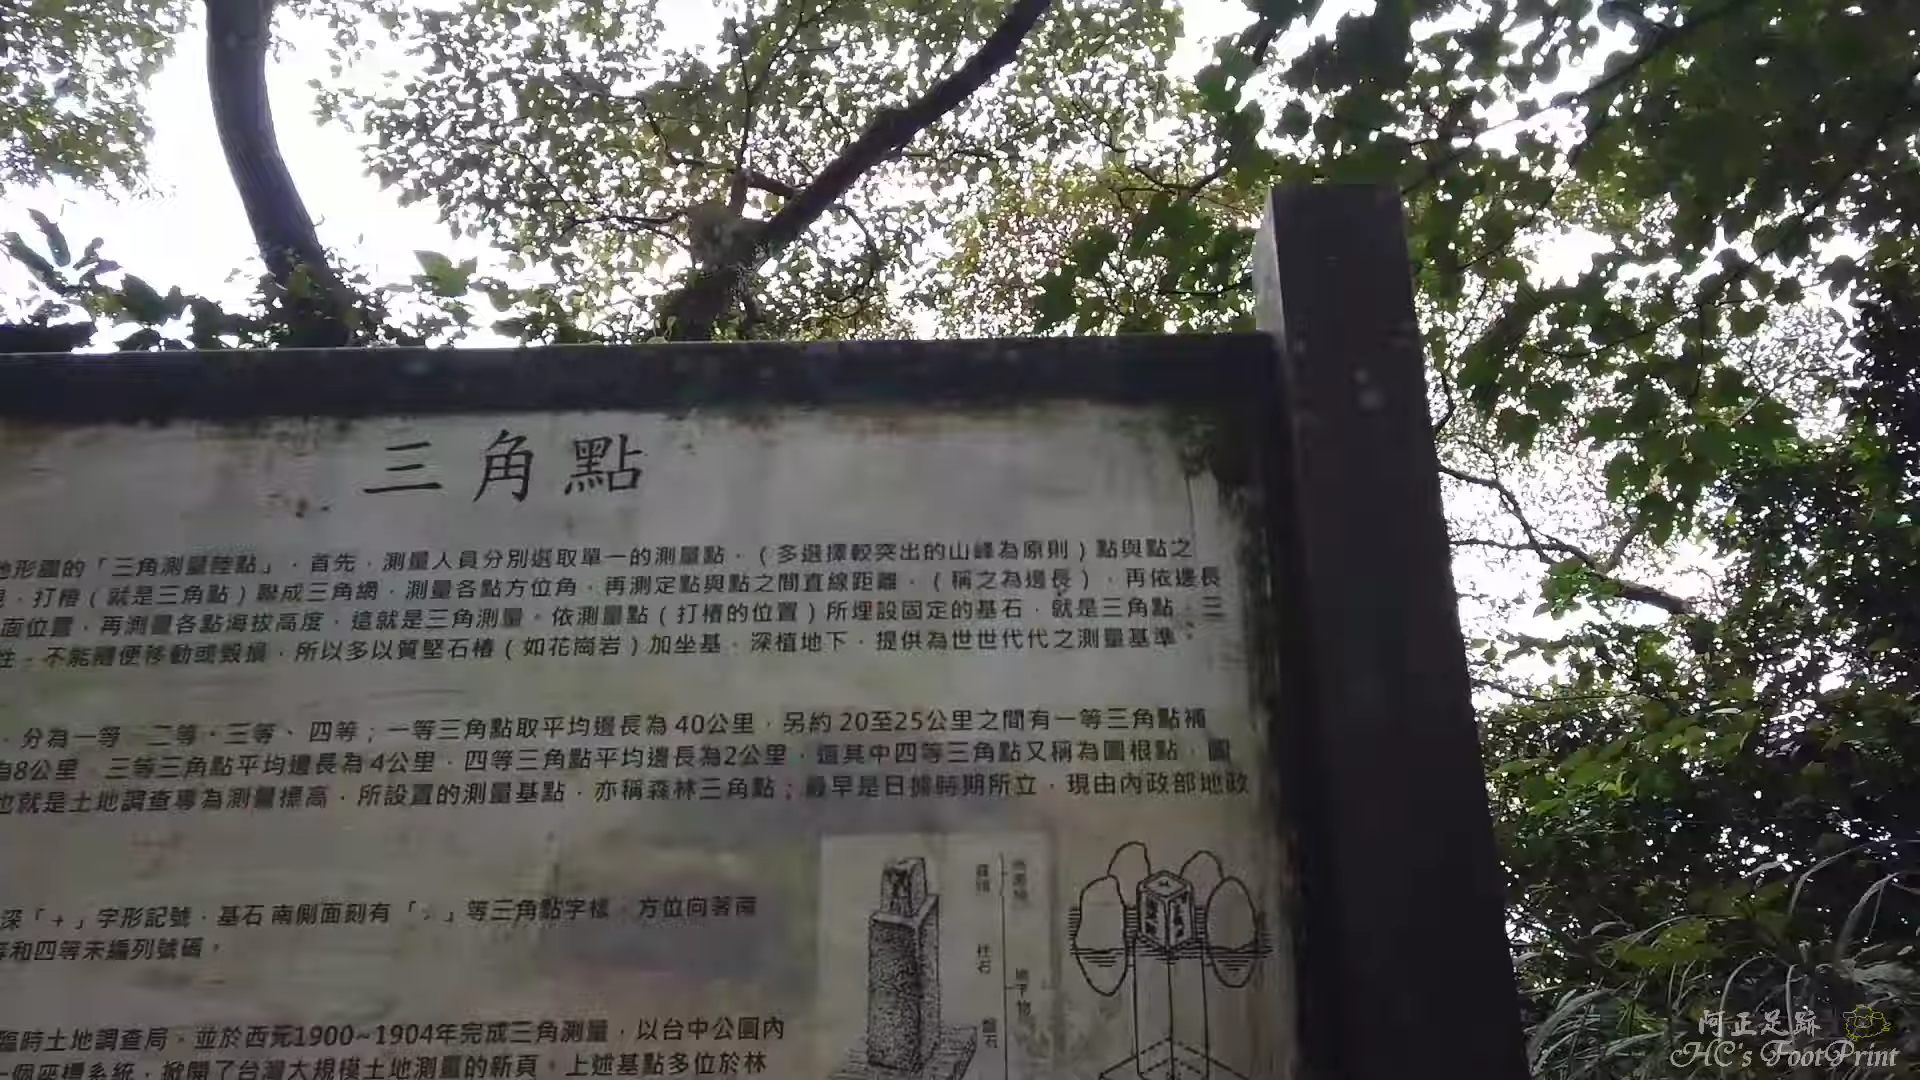 三角點
地形圖的「三角測量陸點」，首先，測量人員分別選取單一的測量點，（多選擇較突出的山峰為原則）點與點之
，打樁（就是三角點）聯成三角網，測量各點方位角，再測定點與點之間直線距離，（稱之為邊長），再依邊長
面位置，再測量各點海拔高度，這就是三角測量。依測量點（打樁的位置）所埋設固定的基石，就是三角點，三
性，不能隨便移動或毀損，所以多以質堅石樁（如花崗岩）加坐基，深植地下，提供為世世代代之測量基準。
，分為一等、二等、三等、四等；一等三角點取平均邊長為40公里，另約20至25公里之間有一等三角點補
為8公里，三等三角點平均邊長為4公里，四等三角點平均邊長為2公里，這其中四等三角點又稱為圖根點，圖
也就是土地調查專為測量標高，所設置的測量基點，亦稱森林三角點；最早是日據時期所立，現由內政部地政
深「+」字形記號，基石南側面刻有「」等三角點字樣，方位向著南
等和四等未編列號碼。
臨時土地調查局，並於西元1900~1904年完成三角測量，以台中公園內
一個座標系統，掀開了台灣大規模土地測量的新頁。上述基點多位於林
柱石
盤石
阿正足跡
HC's FootPrint